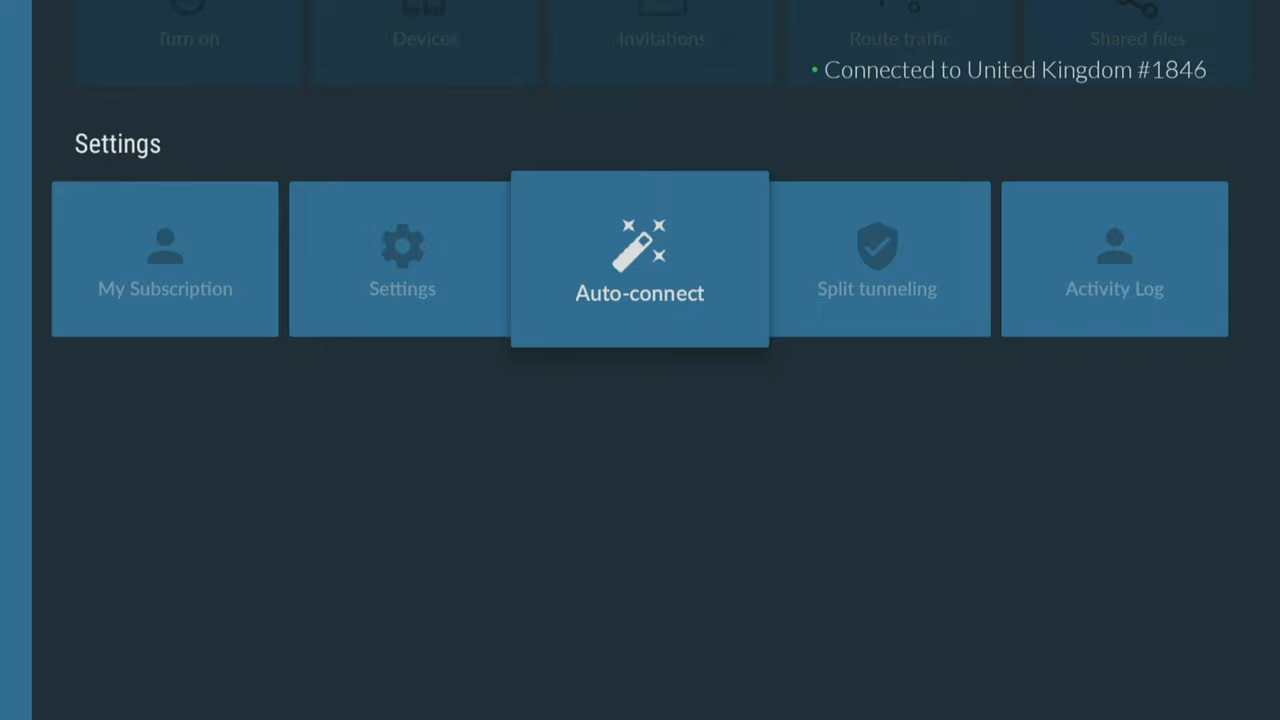 Turn on
Devices
Invitations
Route traffic
Shared files
• Connected to United Kingdom #1846
Settings
My Subscription
Settings
Auto-connect
Split tunneling
Activity Log